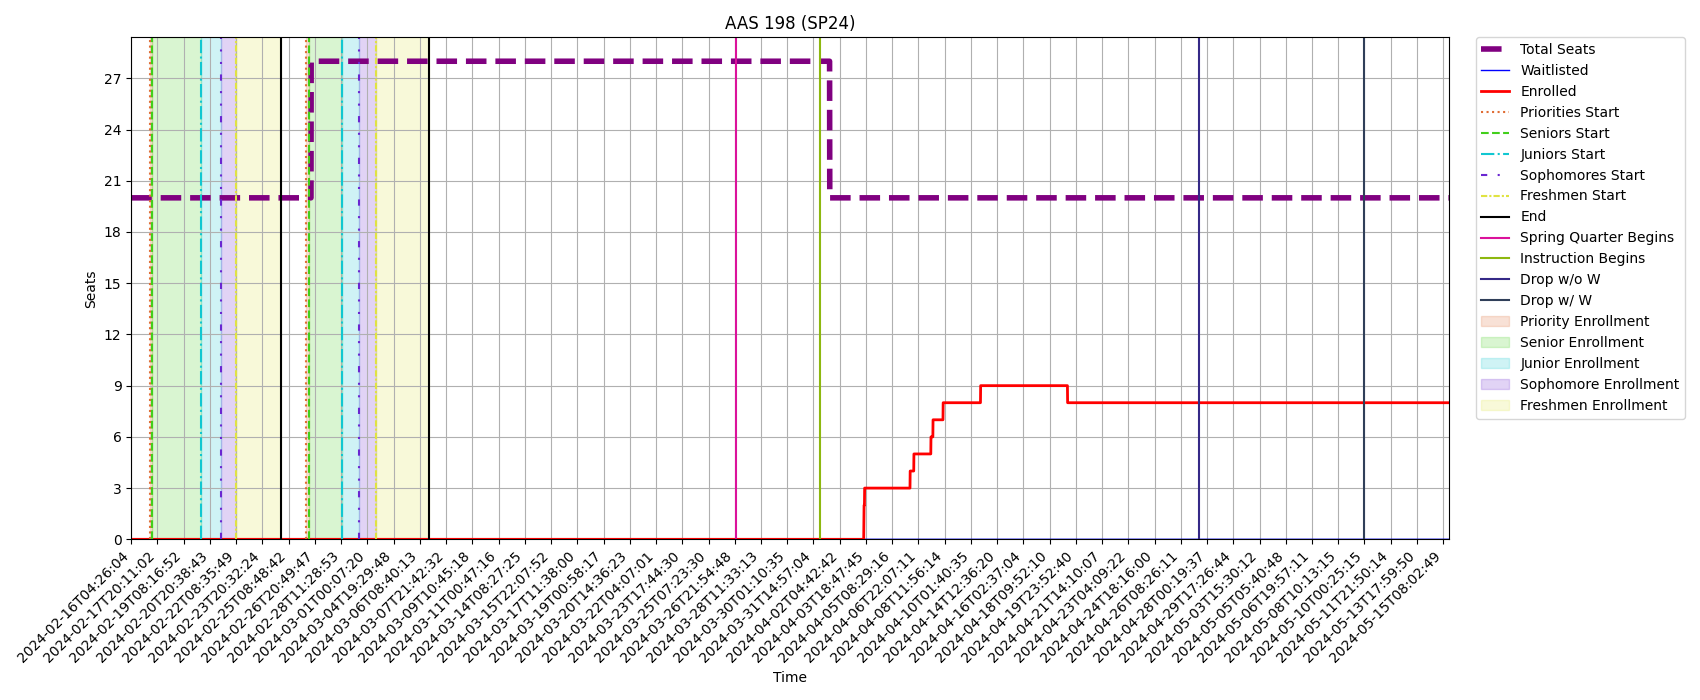 AAS 198 (SP24)
Seats
27
24
21
18
15
12
9
6
3
0
2024-02-16T04:26:04
2024-02-17T20:11:02
2024-02-19T08:16:52
2024-02-20T20:38:43
2024-02-22T08:35:49
2024-02-23T20:32:24
2024-02-25T08:48:42
2024-02-26T20:49:47
2024-02-28T11:28:53
2024-03-01T00:07:20
2024-03-04T19:29:48
2024-03-06T08:40:13
2024-03-07T21:42:32
2024-03-09T10:45:18
2024-03-11T00:47:16
2024-03-14T08:27:25
2024-03-15T22:07:52
2024-03-17T11:38:00
2024-03-19T00:58:17
2024-03-20T14:36:23
2024-03-22T04:07:01
2024-03-23T17:44:30
2024-03-25T07:23:30
2024-03-26T21:54:48
2024-03-28T11:33:13
2024-03-30T01:10:35
2024-03-31T14:57:04
2024-04-02T04:42:42
2024-04-03T18:47:45
2024-04-05T08:29:16
2024-04-06T22:07:11
2024-04-08T11:56:14
2024-04-10T01:40:35
2024-04-14T12:36:20
2024-04-16T02:37:04
2024-04-18T09:52:10
2024-04-19T23:52:40
2024-04-21T14:10:07
2024-04-23T04:09:22
2024-04-24T18:16:00
2024-04-26T08:26:11
2024-04-28T00:19:37
2024-04-29T17:26:44
2024-05-03T15:30:12
2024-05-05T05:40:48
2024-05-06T19:57:11
2024-05-08T10:13:15
2024-05-10T00:25:15
2024-05-11T21:50:14
2024-05-13T17:59:50
2024-05-15T08:02:49
Time
Total Seats
Waitlisted
Enrolled
Priorities Start
Seniors Start
Juniors Start
Sophomores Start
Freshmen Start
End
Spring Quarter Begins
Instruction Begins
Drop w/o W
Drop w/ W
Priority Enrollment
Senior Enrollment
Junior Enrollment
Sophomore Enrollment
Freshmen Enrollment